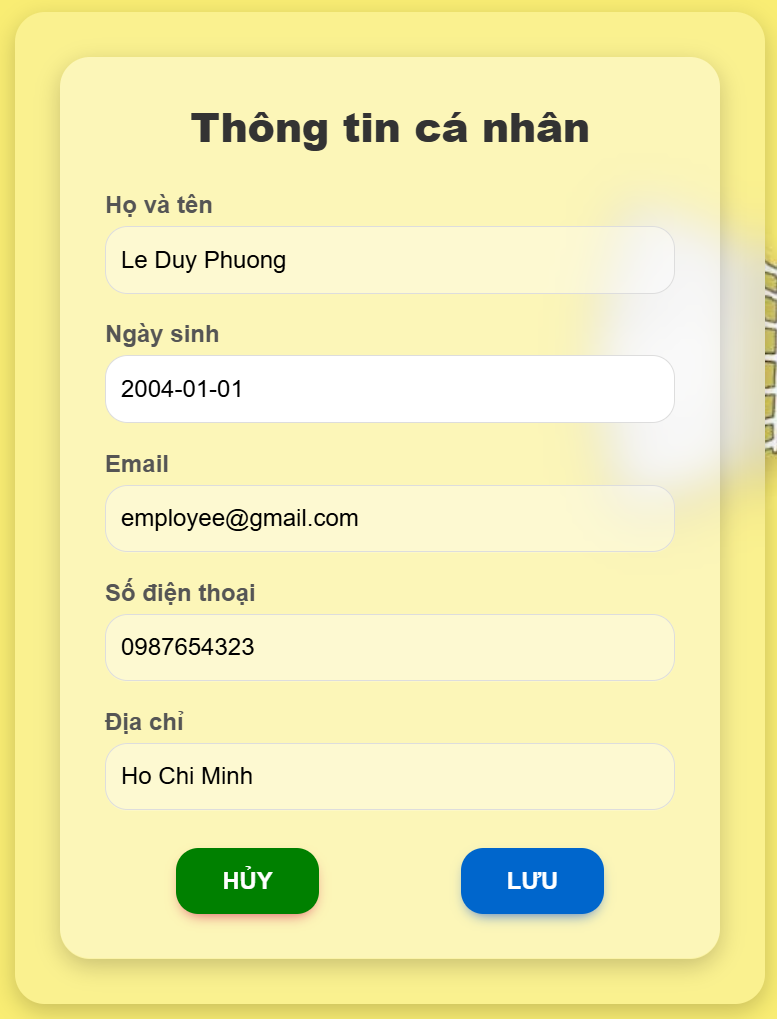 Thông tin cá nhân
Họ và tên
Le Duy Phuong
Ngày sinh
2004-01-01
Email
employee@gmail.com
Số điện thoại
0987654323
Địa chỉ
Ho Chi Minh
HỦY
LƯU